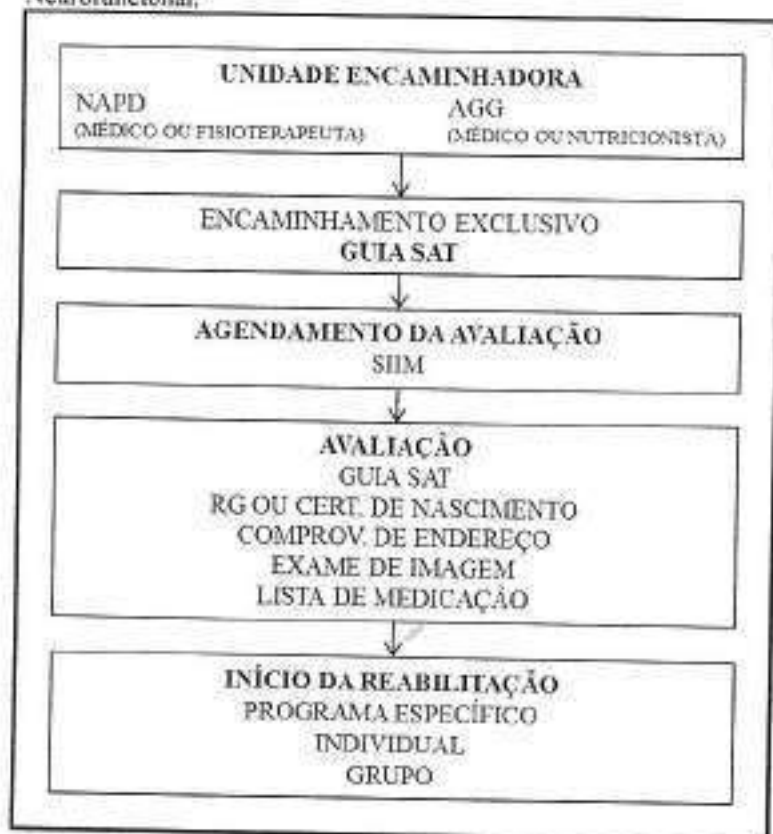 Neurofuncional.
UNIDADE ENCAMINHADORA
NAPD AGG
(MÉDICO OU FISIOTERAPEUTA) (MÉDICO OU NUTRICIONISTA)
ENCAMINHAMENTO EXCLUSIVO
GUIA SAT
AGENDAMENTO DA AVALIAÇÃO
SIIM
AVALIAÇÃO
GUIA SAT
RG OU CERT. DE NASCIMENTO
COMPROV. DE ENDEREÇO
EXAME DE IMAGEM
LISTA DE MEDICAÇÃO
INÍCIO DA REABILITAÇÃO
PROGRAMA ESPECÍFICO
INDIVIDUAL
GRUPO